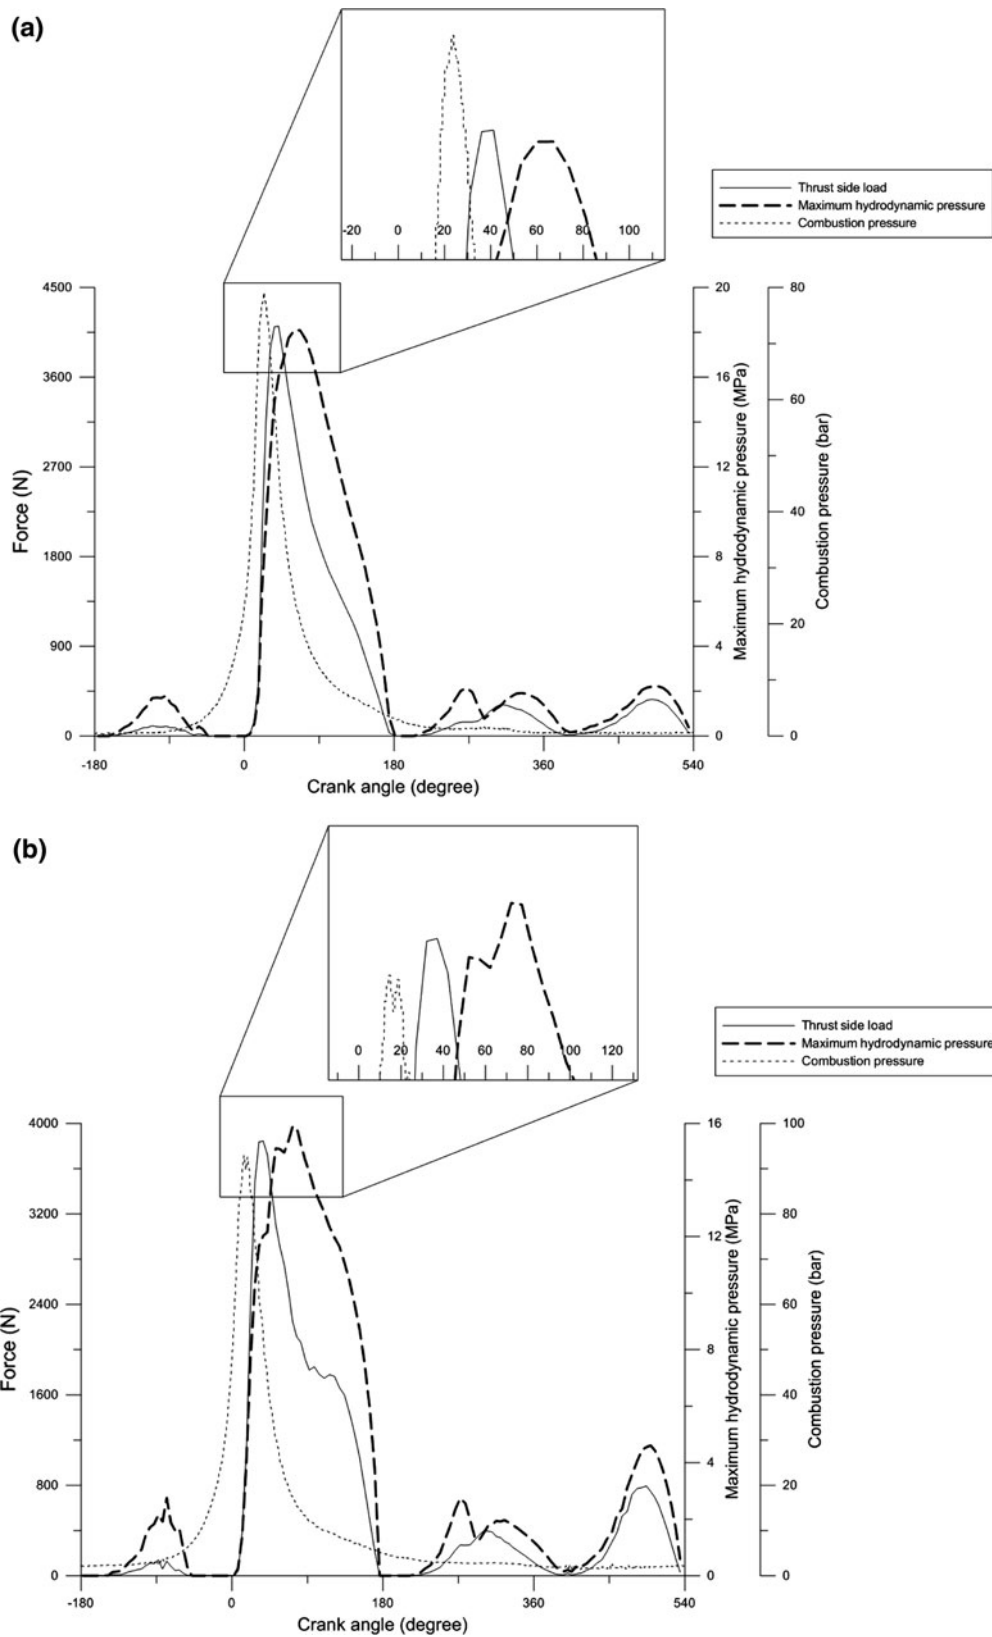 (a)
-20 0 20 40 60 80 100
Thrust side load
Maximum hydrodynamic pressure
Combustion pressure
4500
3600
2700
1800
900
0
Force (N)
20
16
12
8
4
0
Maximum hydrodynamic pressure (MPa)
80
60
40
20
0
Combustion pressure (bar)
-180 0 180 360 540
Crank angle (degree)
(b)
0 20 40 60 80 100 120
Thrust side load
Maximum hydrodynamic pressure
Combustion pressure
4000
3200
2400
1600
800
0
Force (N)
16
12
8
4
0
Maximum hydrodynamic pressure (MPa)
100
80
60
40
20
0
Combustion pressure (bar)
-180 0 180 360 540
Crank angle (degree)